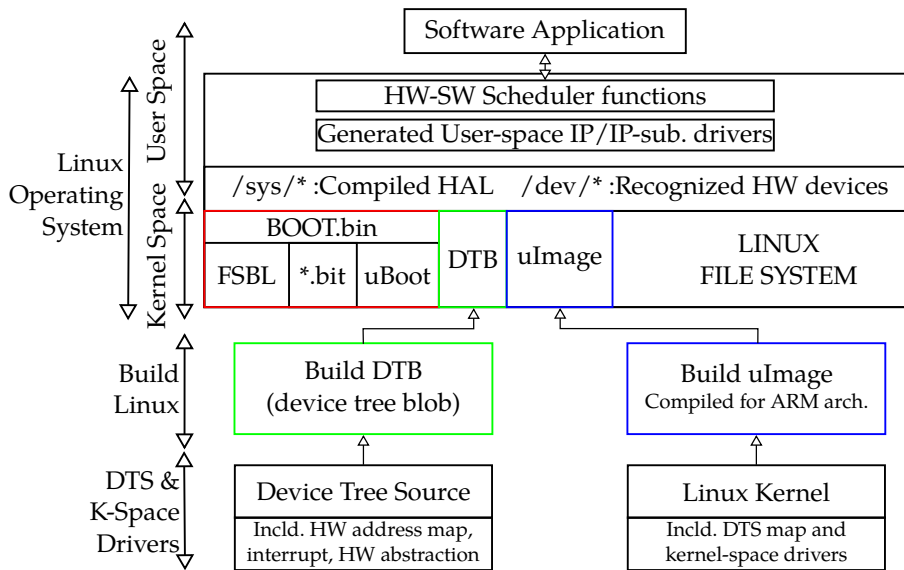 Software Application
User Space
HW-SW Scheduler functions
Generated User-space IP/IP-sub. drivers
Linux
Operating
System
/sys/* :Compiled HAL /dev/* :Recognized HW devices
Kernel Space
BOOT.bin
FSBL
*.bit
uBoot
DTB
uImage
LINUX
FILE SYSTEM
Build
Linux
Build DTB
(device tree blob)
Build uImage
Compiled for ARM arch.
DTS &
K-Space
Drivers
Device Tree Source
Incld. HW address map,
interrupt, HW abstraction
Linux Kernel
Incld. DTS map and
kernel-space drivers